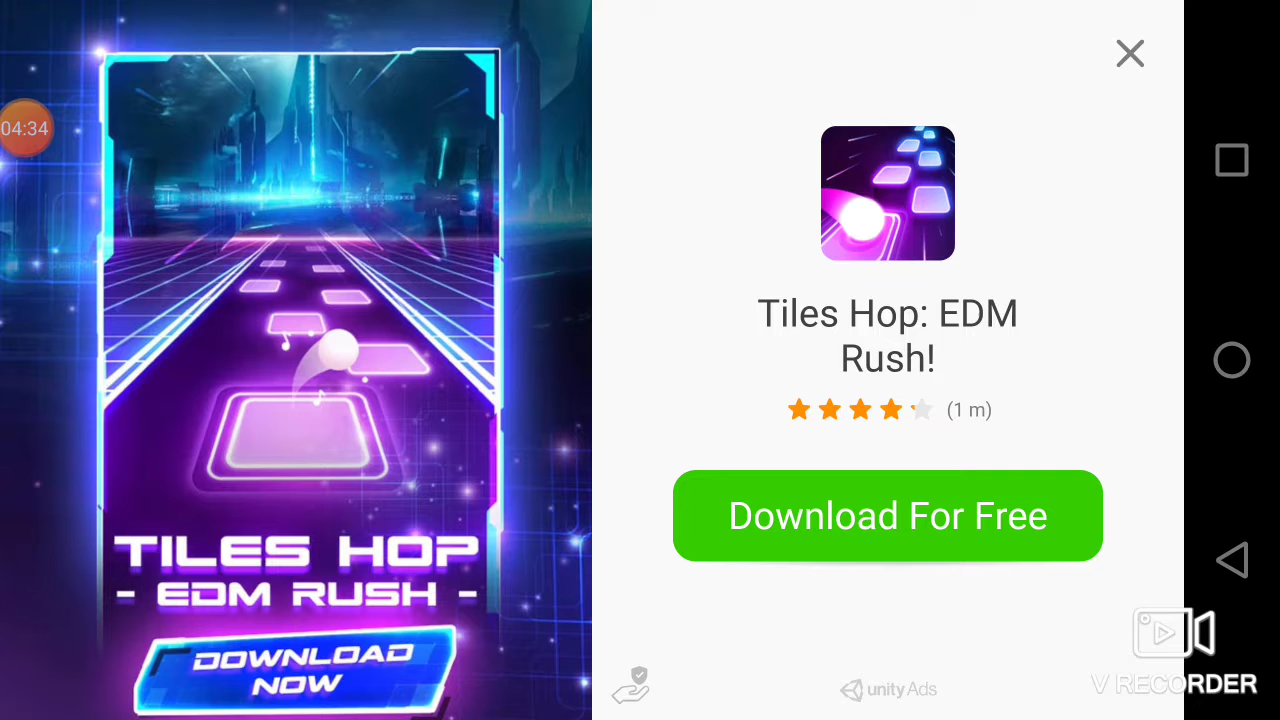 04:34
TILES HOP
- EDM RUSH -
DOWNLOAD
NOW
Tiles Hop: EDM
Rush!
(1 m)
Download For Free
unity Ads
V RECORDER